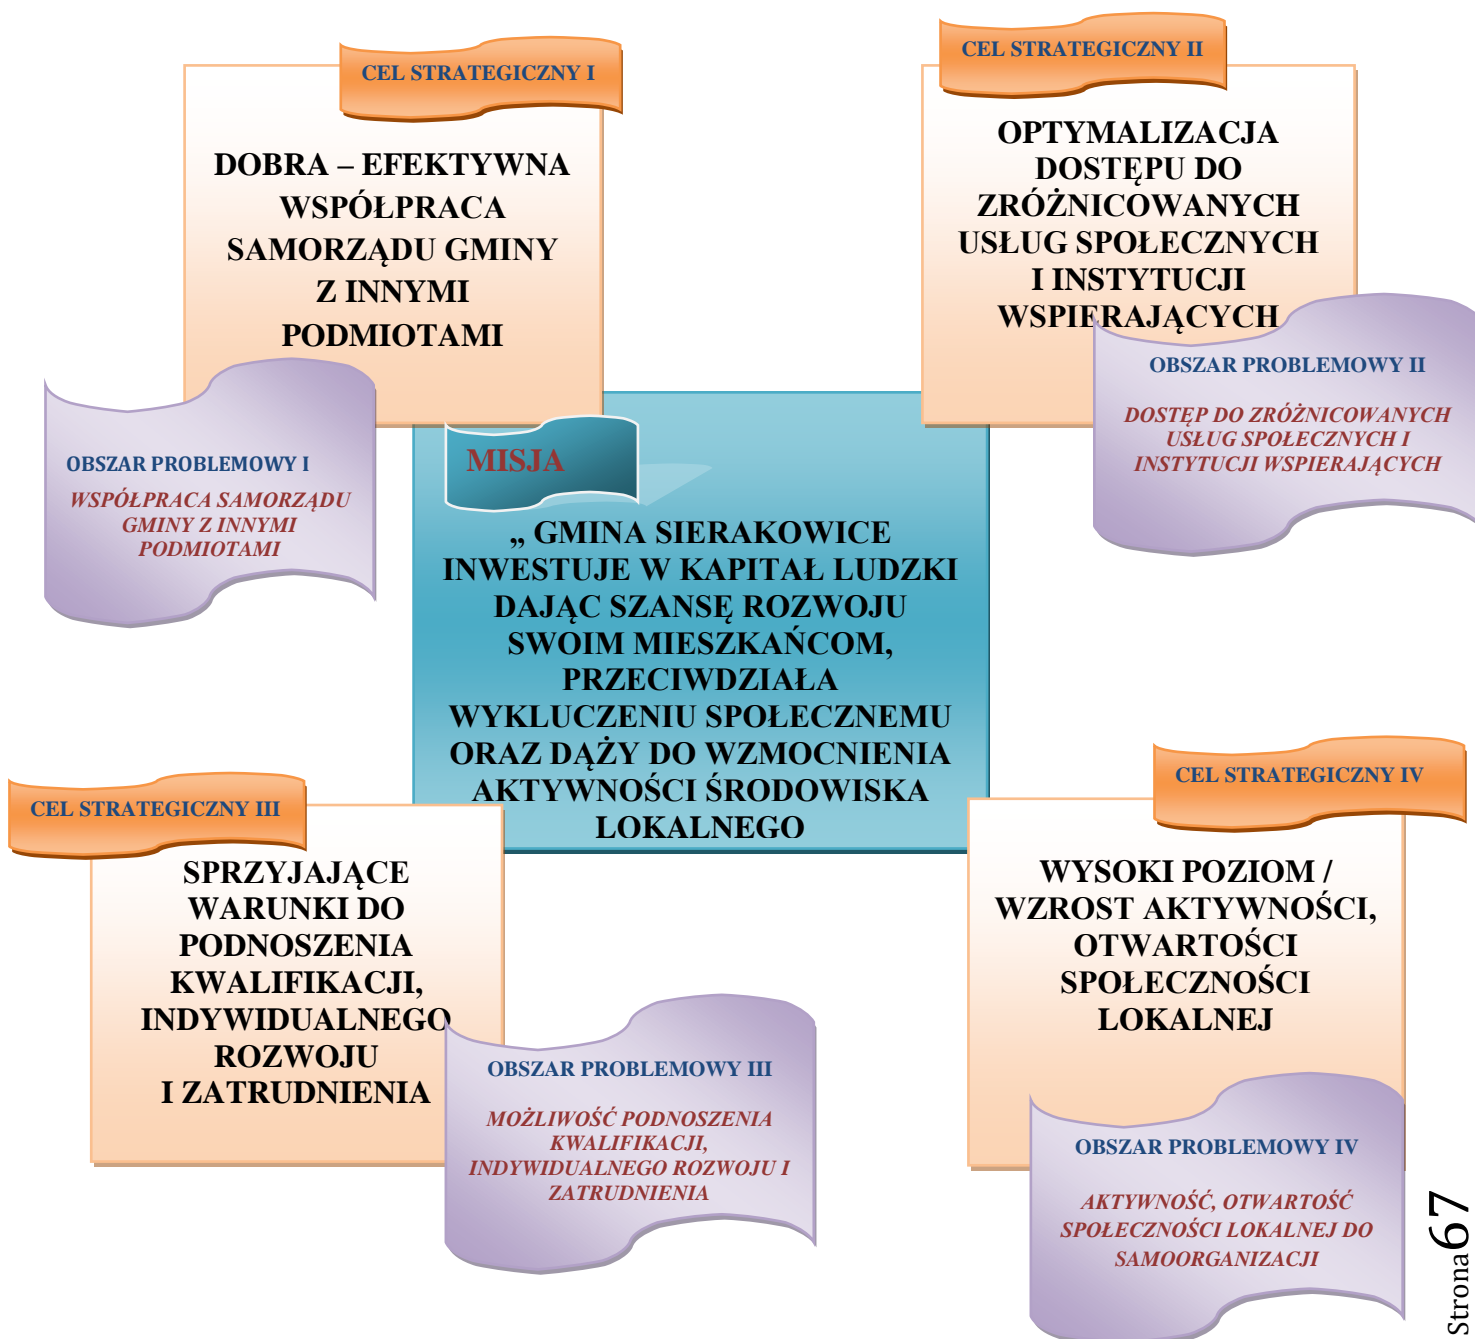 CEL STRATEGICZNY I
DOBRA – EFEKTYWNA
WSPÓŁPRACA
SAMORZĄDU GMINY
Z INNYMI
PODMIOTAMI
OBSZAR PROBLEMOWY I
WSPÓŁPRACA SAMORZĄDU
GMINY Z INNYMI
PODMIOTAMI
CEL STRATEGICZNY II
OPTYMALIZACJA
DOSTĘPU DO
ZRÓŻNICOWANYCH
USŁUG SPOŁECZNYCH
I INSTYTUCJI
WSPIERAJĄCYCH
OBSZAR PROBLEMOWY II
DOSTĘP DO ZRÓŻNICOWANYCH
USŁUG SPOŁECZNYCH I
INSTYTUCJI WSPIERAJĄCYCH
MISJA
„ GMINA SIERAKOWICE
INWESTUJE W KAPITAŁ LUDZKI
DAJĄC SZANSĘ ROZWOJU
SWOIM MIESZKAŃCOM,
PRZECIWDZIAŁA
WYKLUCZENIU SPOŁECZNEMU
ORAZ DĄŻY DO WZMOCNIENIA
AKTYWNOŚCI ŚRODOWISKA
LOKALNEGO
CEL STRATEGICZNY III
SPRZYJAJĄCE
WARUNKI DO
PODNOSZENIA
KWALIFIKACJI,
INDYWIDUALNEGO
ROZWOJU
I ZATRUDNIENIA
OBSZAR PROBLEMOWY III
MOŻLIWOŚĆ PODNOSZENIA
KWALIFIKACJI,
INDYWIDUALNEGO ROZWOJU I
ZATRUDNIENIA
CEL STRATEGICZNY IV
WYSOKI POZIOM /
WZROST AKTYWNOŚCI,
OTWARTOŚCI
SPOŁECZNOŚCI
LOKALNEJ
OBSZAR PROBLEMOWY IV
AKTYWNOŚĆ, OTWARTOŚĆ
SPOŁECZNOŚCI LOKALNEJ DO
SAMOORGANIZACJI
Strona 67